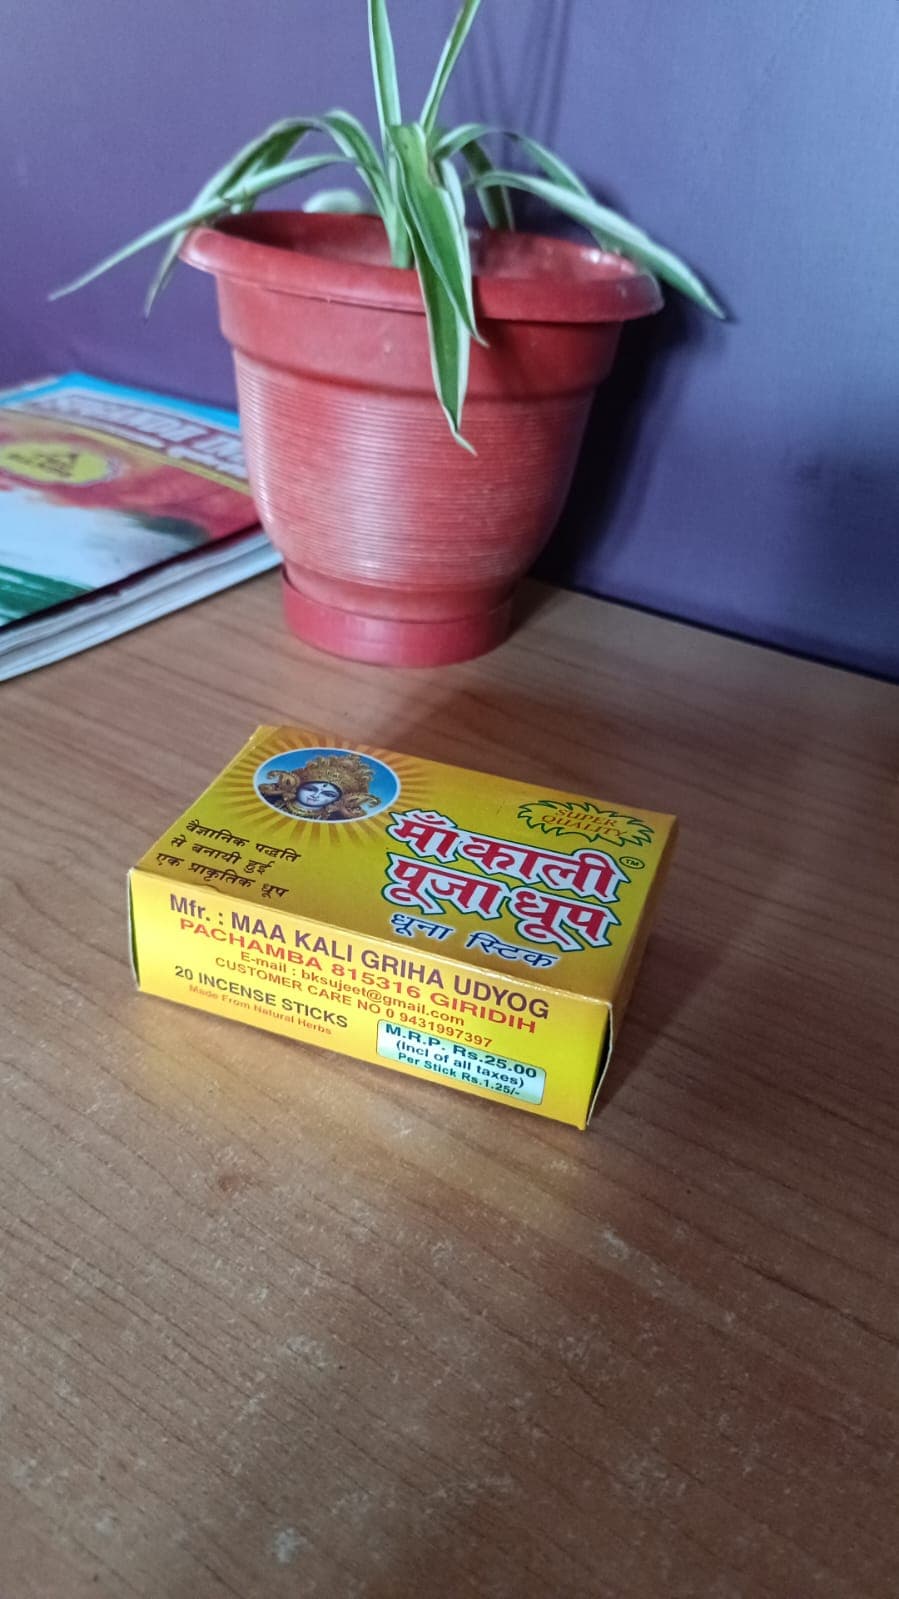 SUPER
QUALITY
माँ काली
TM
पूजा धूप
धूना स्टिक
वैज्ञानिक पद्धति
से बनायी हुई
एक प्राकृतिक धूप
Mfr. : MAA KALI GRIHA UDYOG
PACHAMBA 815316 GIRIDIH
E-mail : bksujeet@gmail.com
CUSTOMER CARE NO 0 9431997397
20 INCENSE STICKS
Made From Natural Herbs
M.R.P. Rs.25.00
(incl of all taxes)
Per Stick Rs.1.25/-